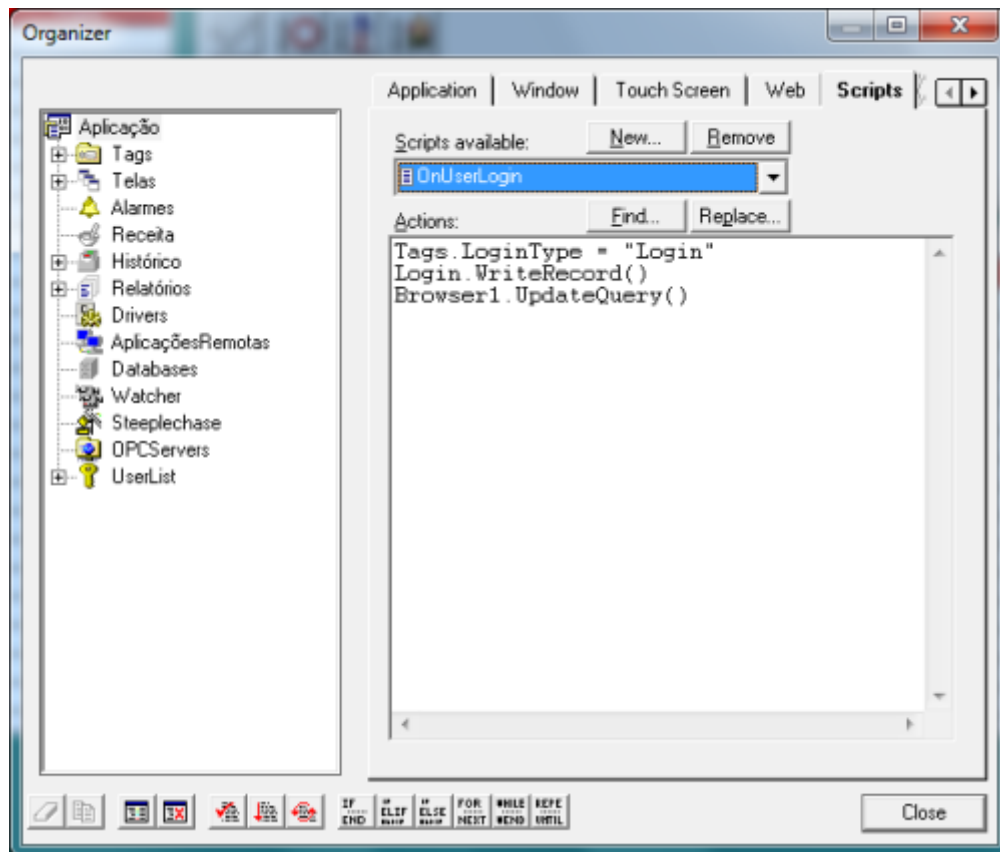 Organizer
Application Window Touch Screen Web Scripts
Aplicação
Tags
Telas
Alarmes
Receita
Histórico
Relatórios
Drivers
AplicaçõesRemotas
Databases
Watcher
Steeplechase
OPCServers
UserList
Scripts available: New... Remove
OnUserLogin
Actions: Find... Replace...
Tags.LoginType = "Login"
Login.WriteRecord()
Browser1.UpdateQuery()
IF END
IF ELIF
IF ELSE
FOR NEXT
WHILE WEND
REPE UNTIL
Close